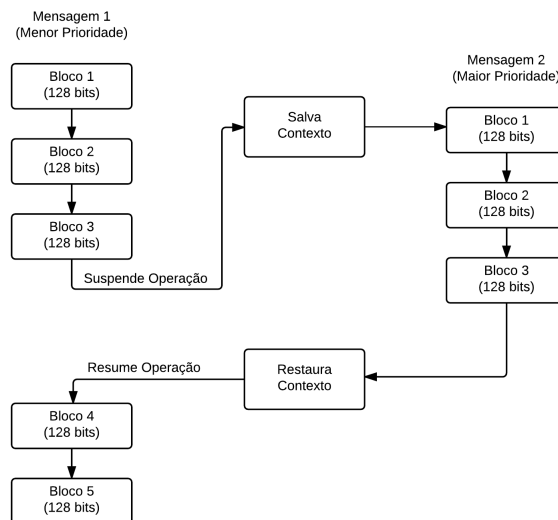 Mensagem 1
(Menor Prioridade)
Bloco 1
(128 bits)
Bloco 2
(128 bits)
Bloco 3
(128 bits)
Suspende Operação
Salva
Contexto
Mensagem 2
(Maior Prioridade)
Bloco 1
(128 bits)
Bloco 2
(128 bits)
Bloco 3
(128 bits)
Restaura
Contexto
Resume Operação
Bloco 4
(128 bits)
Bloco 5
(128 bits)